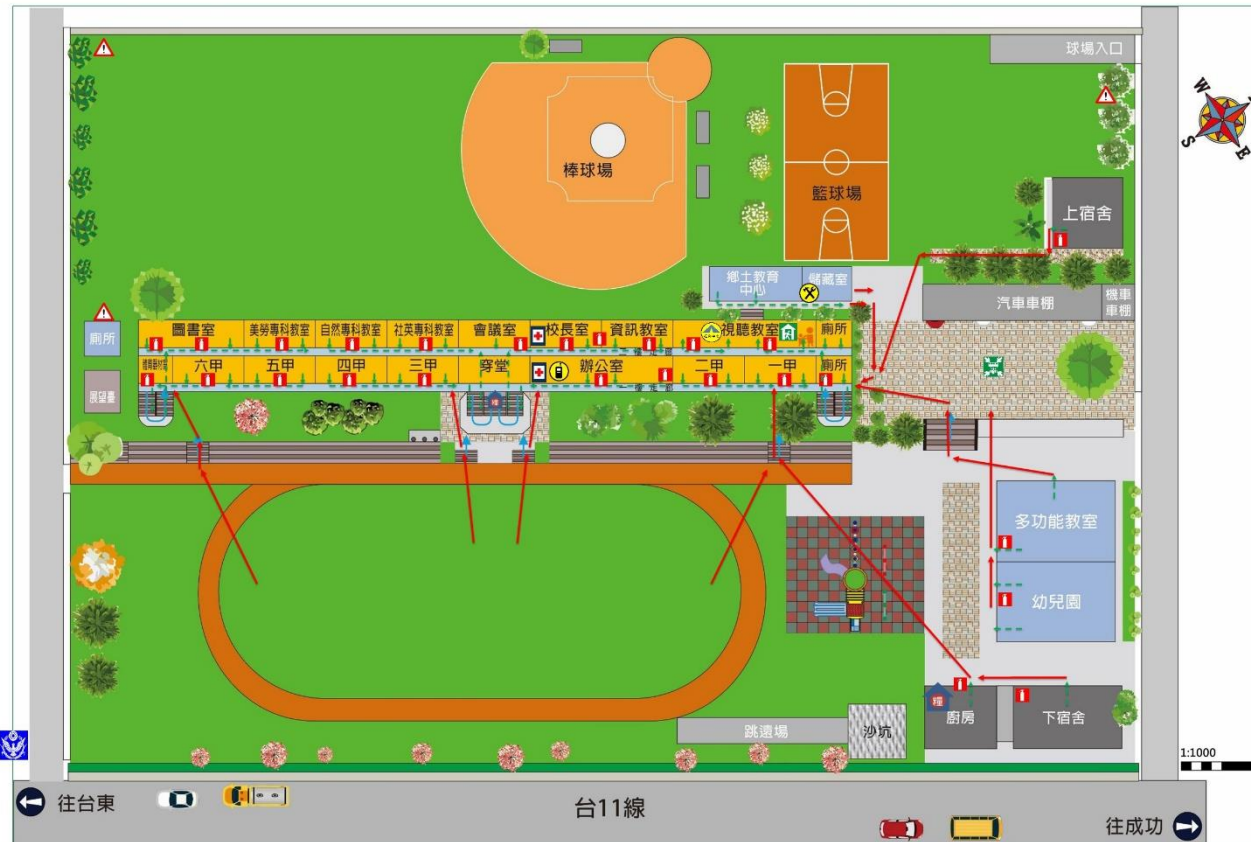 球場入口
W
S
E
棒球場
籃球場
上宿舍
鄉土教育
中心
儲藏室
汽車車棚
機車
車棚
廁所
圖書室
美勞專科教室
自然專科教室
社英專科教室
會議室
校長室
資訊教室
視聽教室
廁所
展望臺
六甲
五甲
四甲
三甲
穿堂
辦公室
二甲
一甲
廁所
多功能教室
幼兒園
廚房
下宿舍
跳遠場
沙坑
1:1000
往台東
台11線
往成功